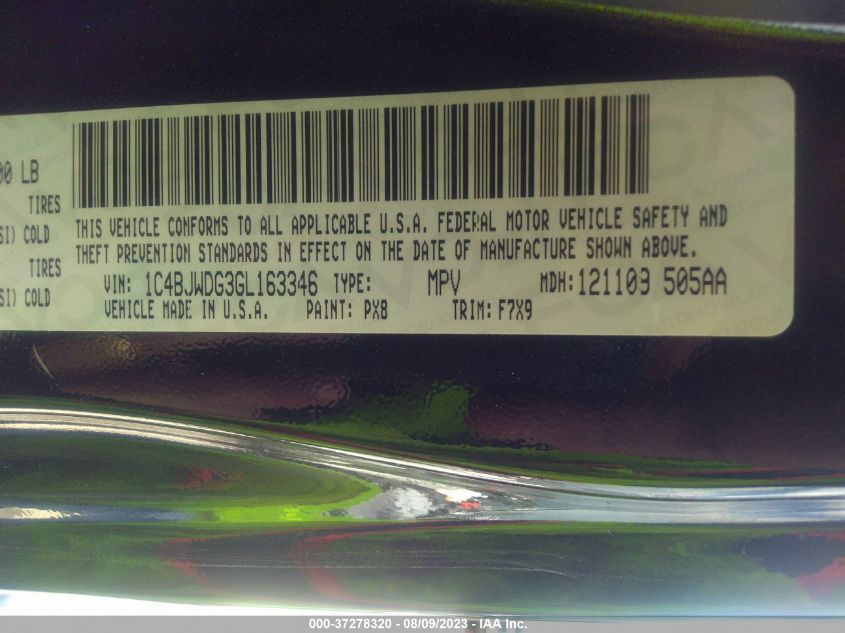 00 LB
TIRES
SI) COLD
TIRES
SI) COLD
THIS VEHICLE CONFORMS TO ALL APPLICABLE U.S.A. FEDERAL MOTOR VEHICLE SAFETY AND
THEFT PREVENTION STANDARDS IN EFFECT ON THE DATE OF MANUFACTURE SHOWN ABOVE.
VIN: 1C4BJWDG3GL163346 TYPE: MPV MDH: 121103 505AA
VEHICLE MADE IN U.S.A. PAINT: PX8 TRIM: F7X9
000-37278320 - 08/09/2023 - IAA Inc.